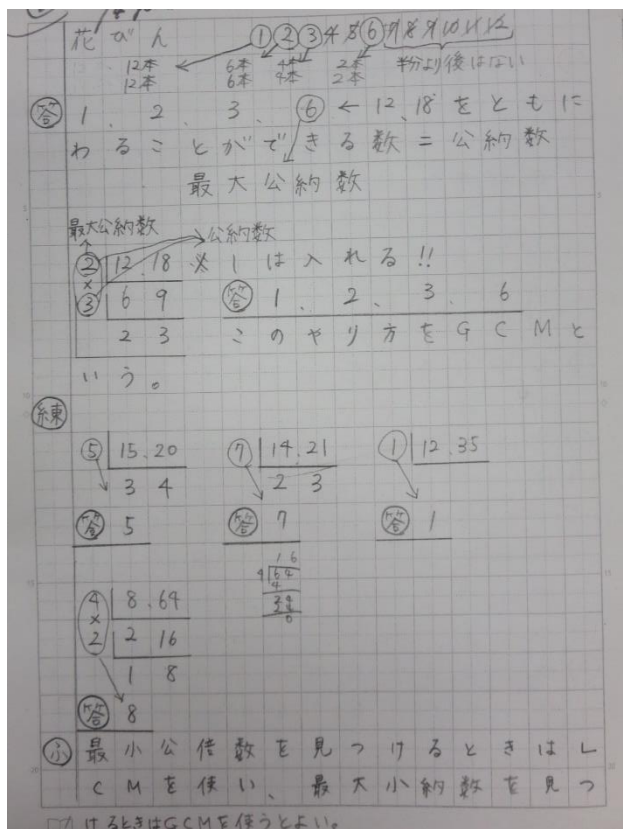 花びん ① ② ③ 4 5 ⑥ 7 8 9 10 11 12
12本 6本 4本 2本 半分より後はない
12本 6本 4本 2本
答 1、2、3、⑥ ← 12、18をともに
わることができる数=公約数
最大公約数
最大公約数 公約数
② 12.18 ※ 1は入れる!!
×
③ 6 9 答 1、2、3、6
2 3 このやり方をGCMと
いう。
練
⑤ 15.20 ⑦ 14.21 ① 12.35
3 4 2 3
答 5 答 7 答 1
16
4 64
4
24
24
0
4 8.64
×
2 2 16
1 8
答 8
ふ 最小公倍数を見つけるときはL
CMを使い、最大小約数を見つ
けるときはGCMを使うとよい。